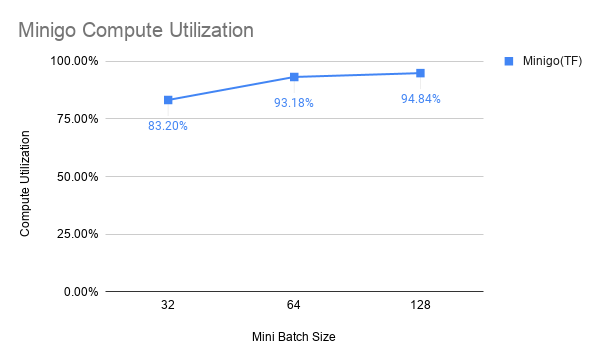 Minigo Compute Utilization
Minigo(TF)
100.00%
75.00%
50.00%
25.00%
0.00%
Compute Utilization
83.20%
93.18%
94.84%
32
64
128
Mini Batch Size